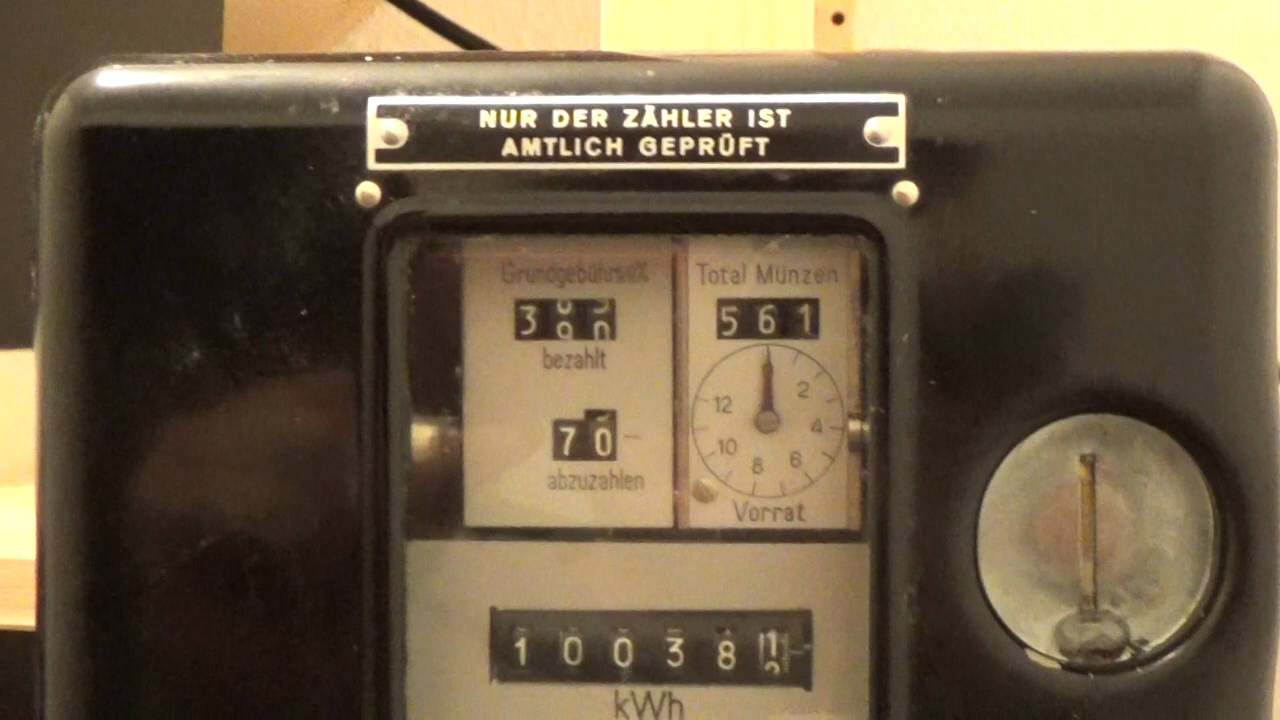 NUR DER ZÄHLER IST
AMTLICH GEPRÜFT
Total Münzen
561
bezahlt
70
abzuzahlen
2
4
6
8
10
12
Vorrat
10038
kWh